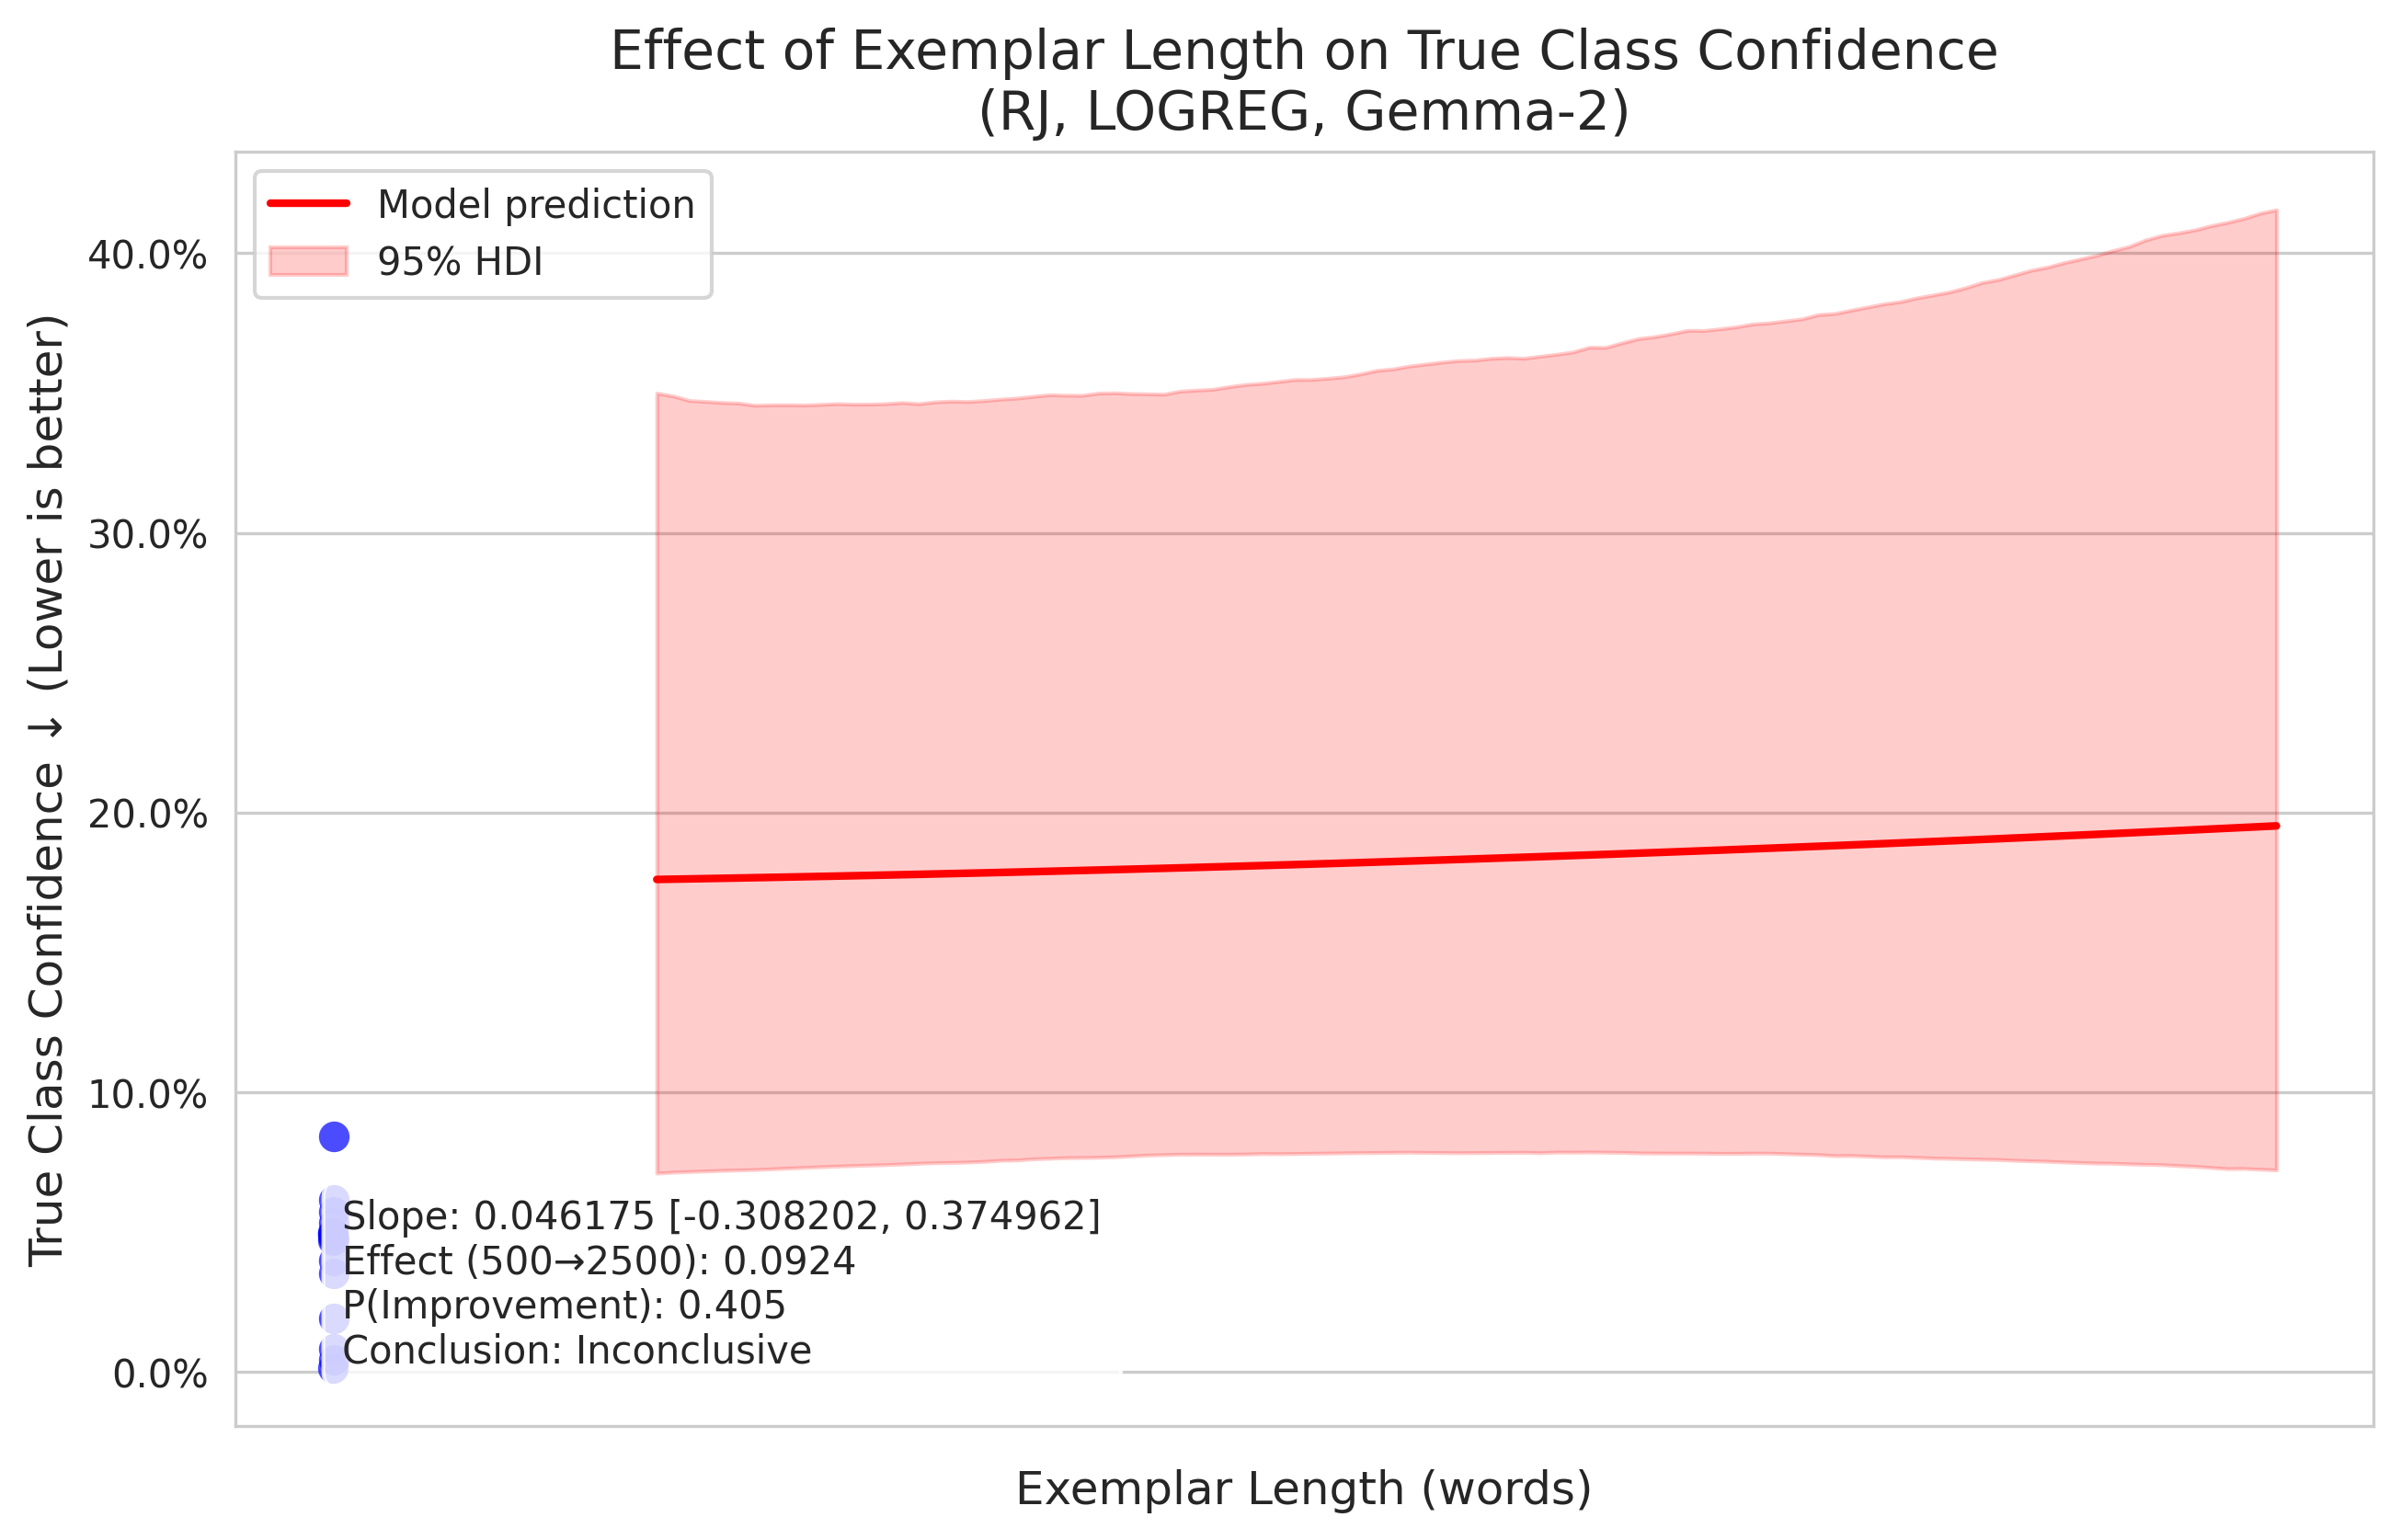 Effect of Exemplar Length on True Class Confidence
(RJ, LOGREG, Gemma-2)
Model prediction
95% HDI
True Class Confidence ↓ (Lower is better)
40.0%
30.0%
20.0%
10.0%
0.0%
Slope: 0.046175 [-0.308202, 0.374962]
Effect (500→2500): 0.0924
P(Improvement): 0.405
Conclusion: Inconclusive
Exemplar Length (words)